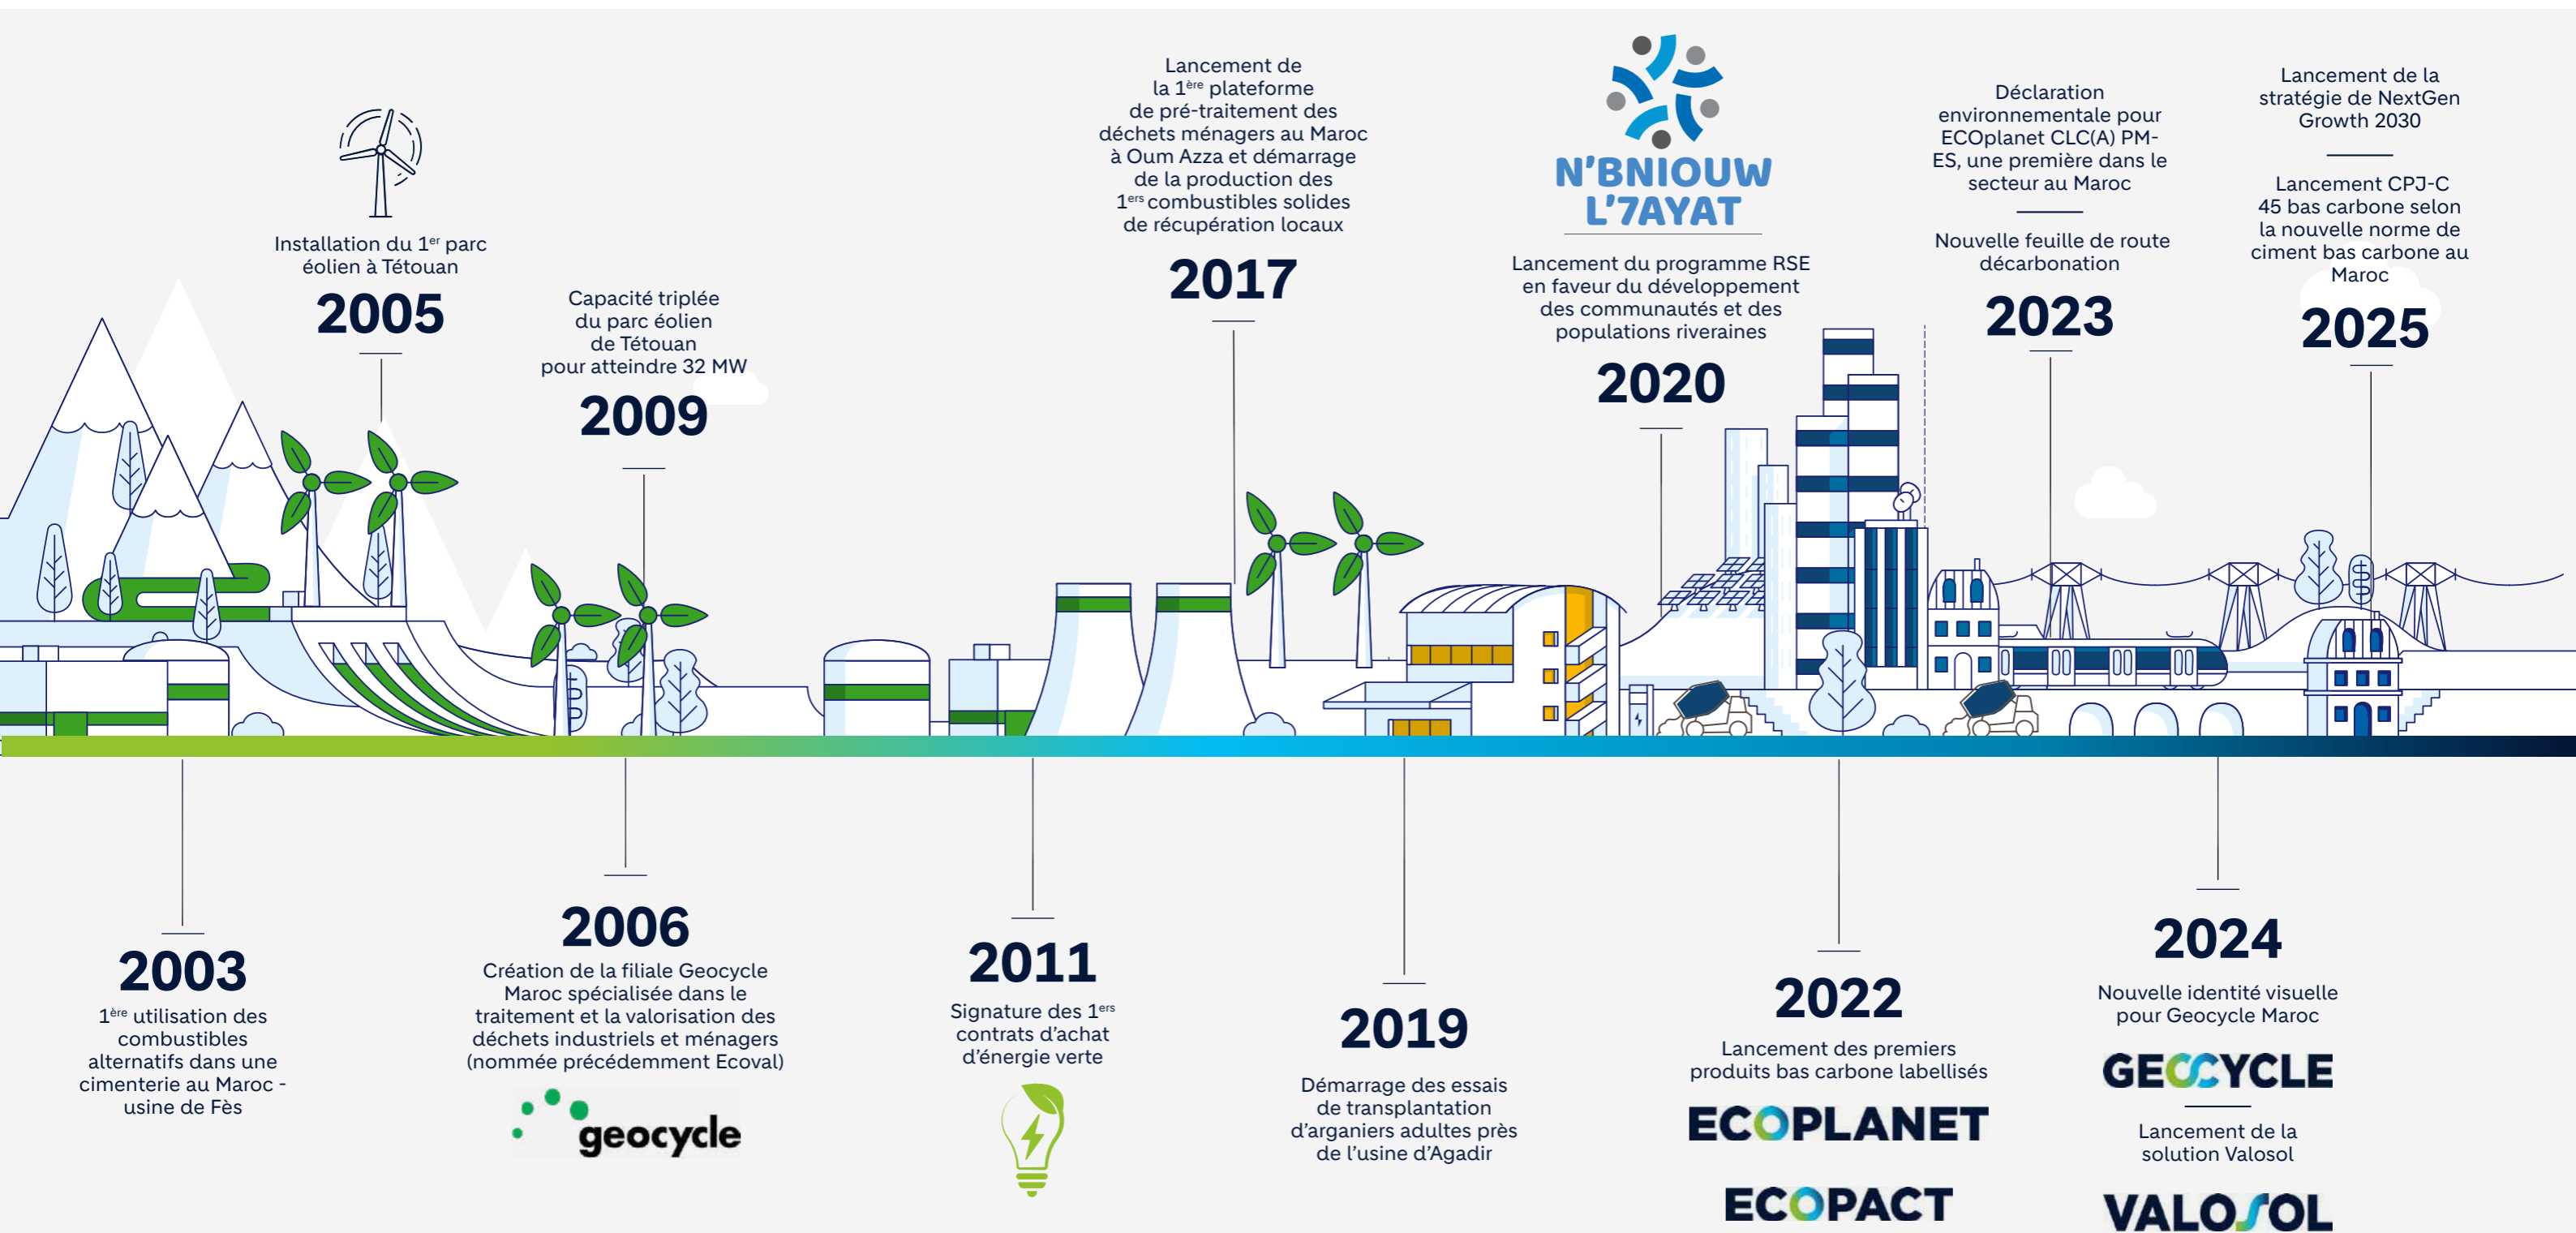 Installation du 1er parc
éolien à Tétouan
2005
Capacité triplée
du parc éolien
de Tétouan
pour atteindre 32 MW
2009
Lancement de
la 1ère plateforme
de pré-traitement des
déchets ménagers au Maroc
à Oum Azza et démarrage
de la production des
1ers combustibles solides
de récupération locaux
2017
N'BNIOUW
L'7AYAT
Lancement du programme RSE
en faveur du développement
des communautés et des
populations riveraines
2020
Déclaration
environnementale pour
ECOplanet CLC(A) PM-
ES, une première dans le
secteur au Maroc
Nouvelle feuille de route
décarbonation
2023
Lancement de la
stratégie de NextGen
Growth 2030
Lancement CPJ-C
45 bas carbone selon
la nouvelle norme de
ciment bas carbone au
Maroc
2025
2003
1ère utilisation des
combustibles
alternatifs dans une
cimenterie au Maroc -
usine de Fès
2006
Création de la filiale Geocycle
Maroc spécialisée dans le
traitement et la valorisation des
déchets industriels et ménagers
(nommée précédemment Ecoval)
geocycle
2011
Signature des 1ers
contrats d'achat
d'énergie verte
2019
Démarrage des essais
de transplantation
d'arganiers adultes près
de l'usine d'Agadir
2022
Lancement des premiers
produits bas carbone labellisés
ECOPLANET
ECOPACT
2024
Nouvelle identité visuelle
pour Geocycle Maroc
GEOCYCLE
Lancement de la
solution Valosol
VALOSOL